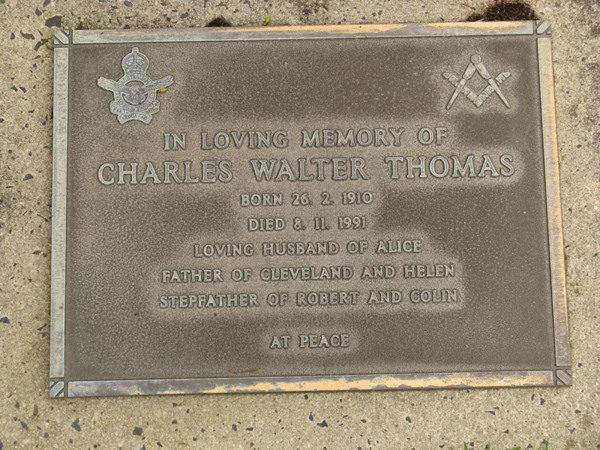 IN LOVING MEMORY OF
CHARLES WALTER THOMAS
BORN 26. 2. 1910
DIED 8. 11. 1991
LOVING HUSBAND OF ALICE
FATHER OF CLEVELAND AND HELEN
STEPFATHER OF ROBERT AND COLIN
AT PEACE